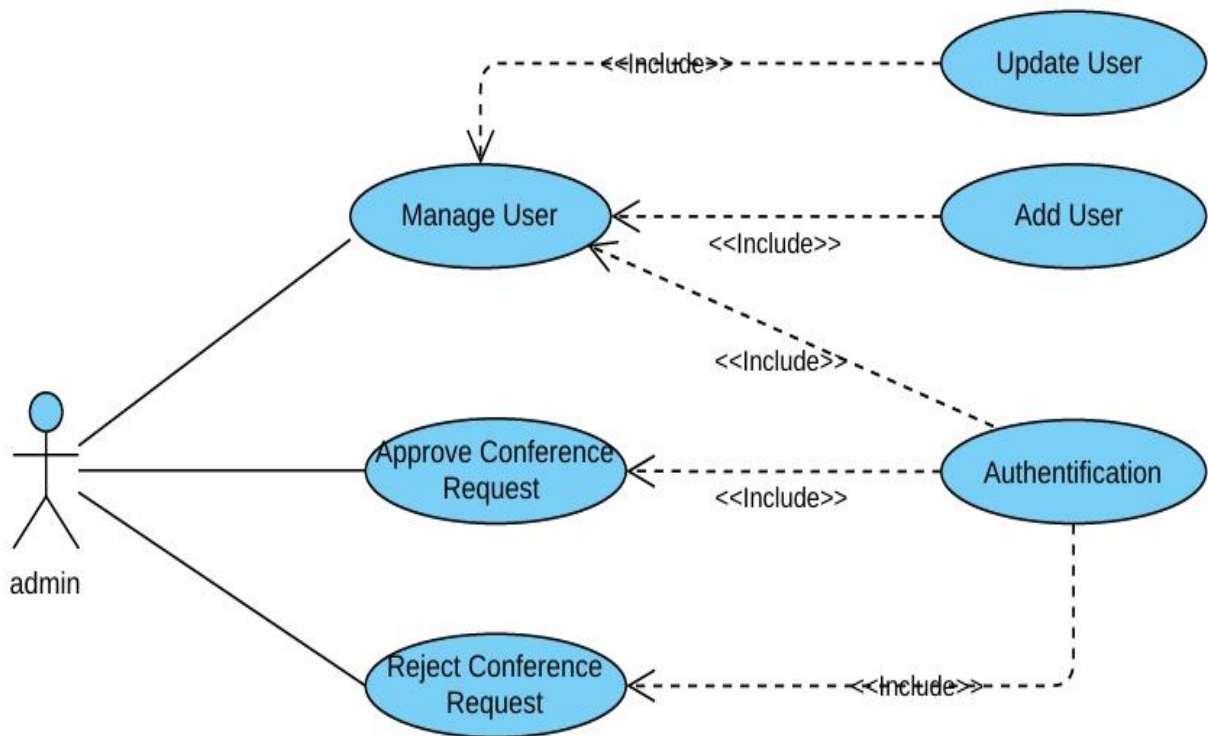 <<Include>>
Update User
Manage User
Add User
<<Include>>
<<Include>>
Approve Conference
Request
<<Include>>
Authentification
admin
Reject Conference
Request
<<Include>>